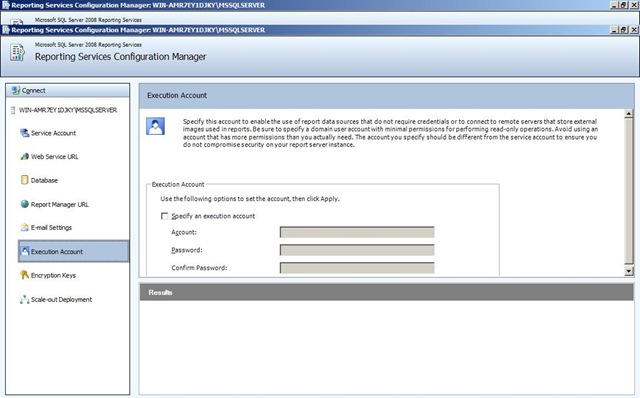 Reporting Services Configuration Manager: WIN-AMR7EY1DJKY\MSSQLSERVER
Microsoft SQL Server 2008 Reporting Services
Reporting Services Configuration Manager: WIN-AMR7EY1DJKY\MSSQLSERVER
Microsoft SQL Server 2008 Reporting Services
Reporting Services Configuration Manager
Connect
WIN-AMR7EY1DJKY\MSSQLSERVER
Service Account
Web Service URL
Database
Report Manager URL
E-mail Settings
Execution Account
Encryption Keys
Scale-out Deployment
Execution Account
Specify this account to enable the use of report data sources that do not require credentials or to connect to remote servers that store external
images used in reports. Be sure to specify a domain user account with minimal permissions for performing read-only operations. Avoid using an
account that has more permissions than you actually need. The account you specify should be different from the service account to ensure you
do not compromise security on your report server instance.
Execution Account
Use the following options to set the account, then click Apply.
Specify an execution account
Account:
Password:
Confirm Password:
Results